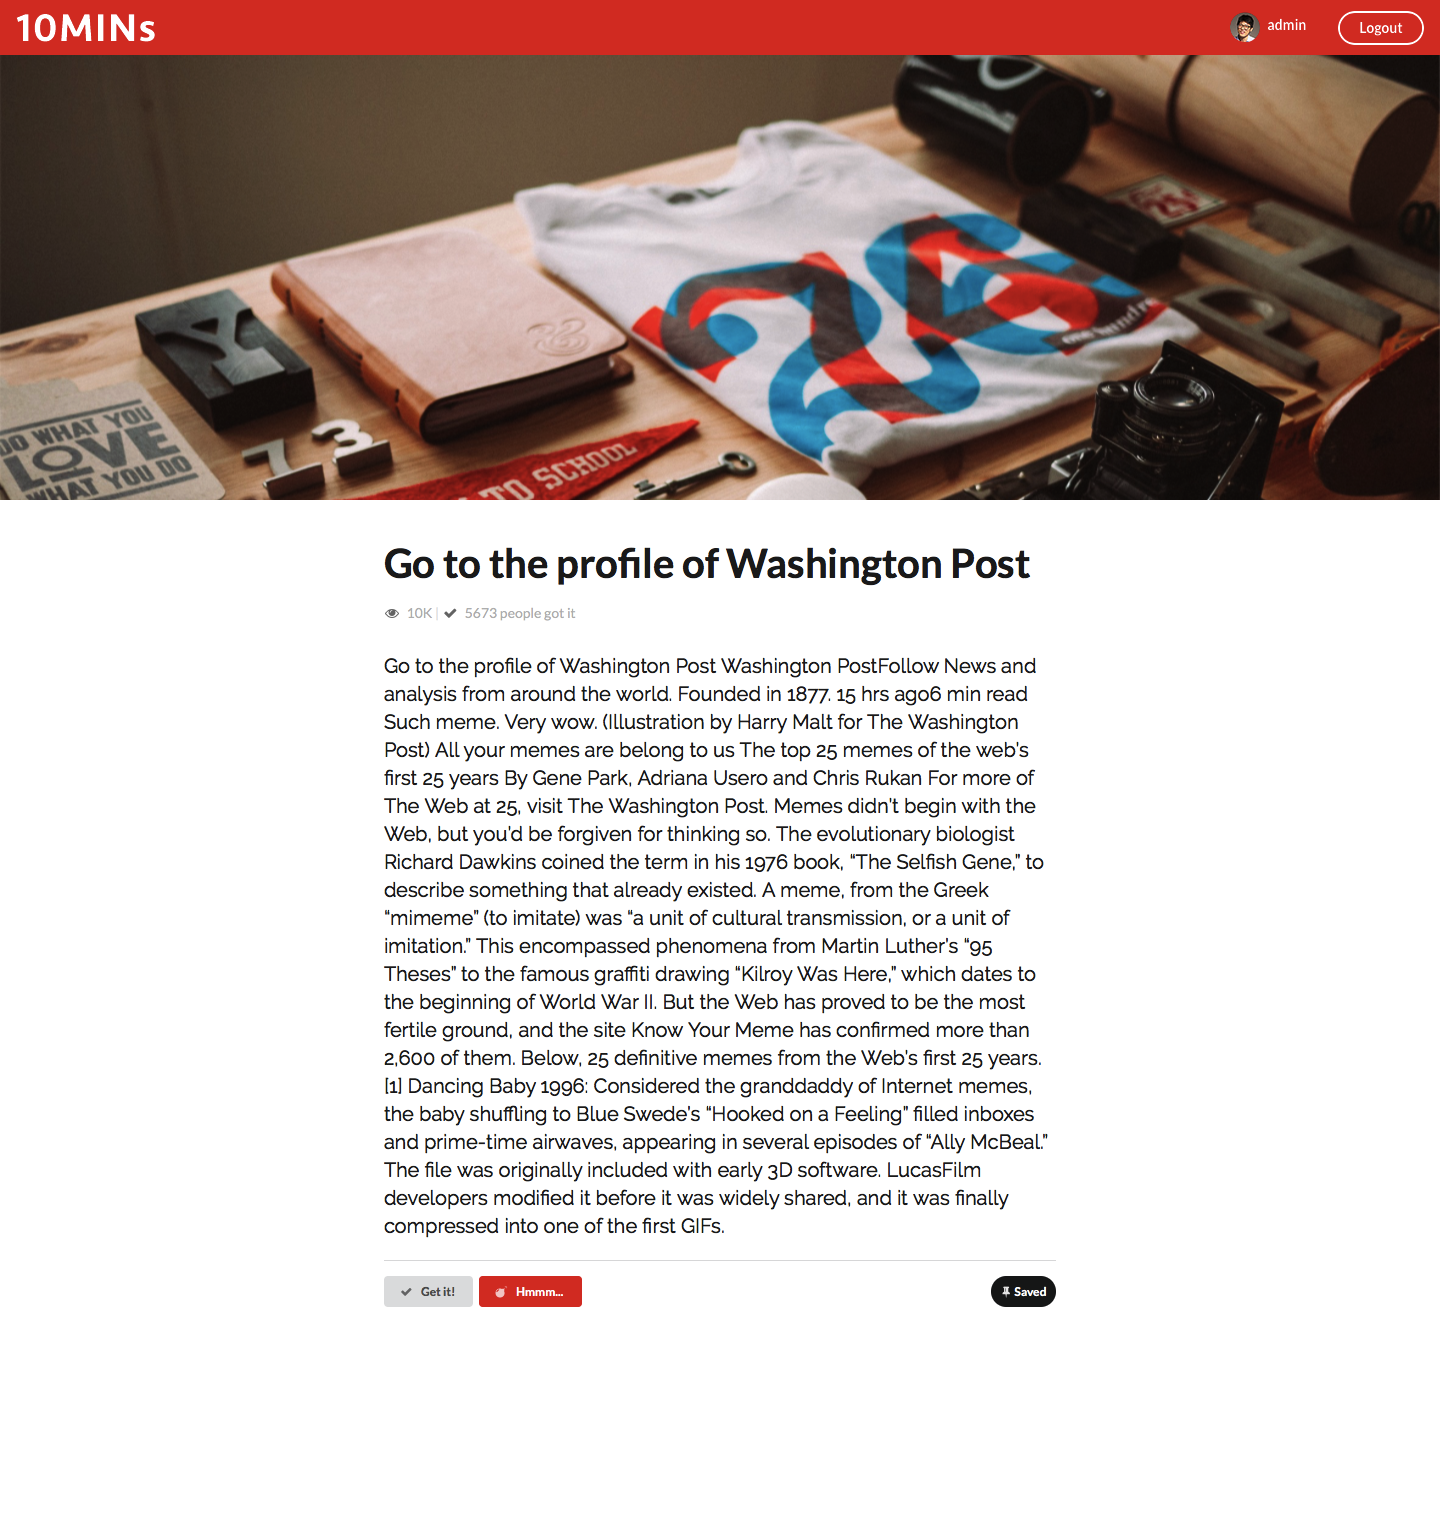 10MINs
admin
Logout
DO WHAT YOU
LOVE
WHAT YOU DO
Y
13
TO SCHOOL
25
PH
Go to the profile of Washington Post
10K | 5673 people got it
Go to the profile of Washington Post Washington PostFollow News and
analysis from around the world. Founded in 1877. 15 hrs ago6 min read
Such meme. Very wow. (Illustration by Harry Malt for The Washington
Post) All your memes are belong to us The top 25 memes of the web’s
first 25 years By Gene Park, Adriana Usero and Chris Rukan For more of
The Web at 25, visit The Washington Post. Memes didn’t begin with the
Web, but you’d be forgiven for thinking so. The evolutionary biologist
Richard Dawkins coined the term in his 1976 book, “The Selfish Gene,” to
describe something that already existed. A meme, from the Greek
“mimeme” (to imitate) was “a unit of cultural transmission, or a unit of
imitation.” This encompassed phenomena from Martin Luther’s “95
Theses” to the famous graffiti drawing “Kilroy Was Here,” which dates to
the beginning of World War II. But the Web has proved to be the most
fertile ground, and the site Know Your Meme has confirmed more than
2,600 of them. Below, 25 definitive memes from the Web’s first 25 years.
[1] Dancing Baby 1996: Considered the granddaddy of Internet memes,
the baby shuffling to Blue Swede’s “Hooked on a Feeling” filled inboxes
and prime-time airwaves, appearing in several episodes of “Ally McBeal.”
The file was originally included with early 3D software. LucasFilm
developers modified it before it was widely shared, and it was finally
compressed into one of the first GIFs.
Get it!
Hmmm...
Saved